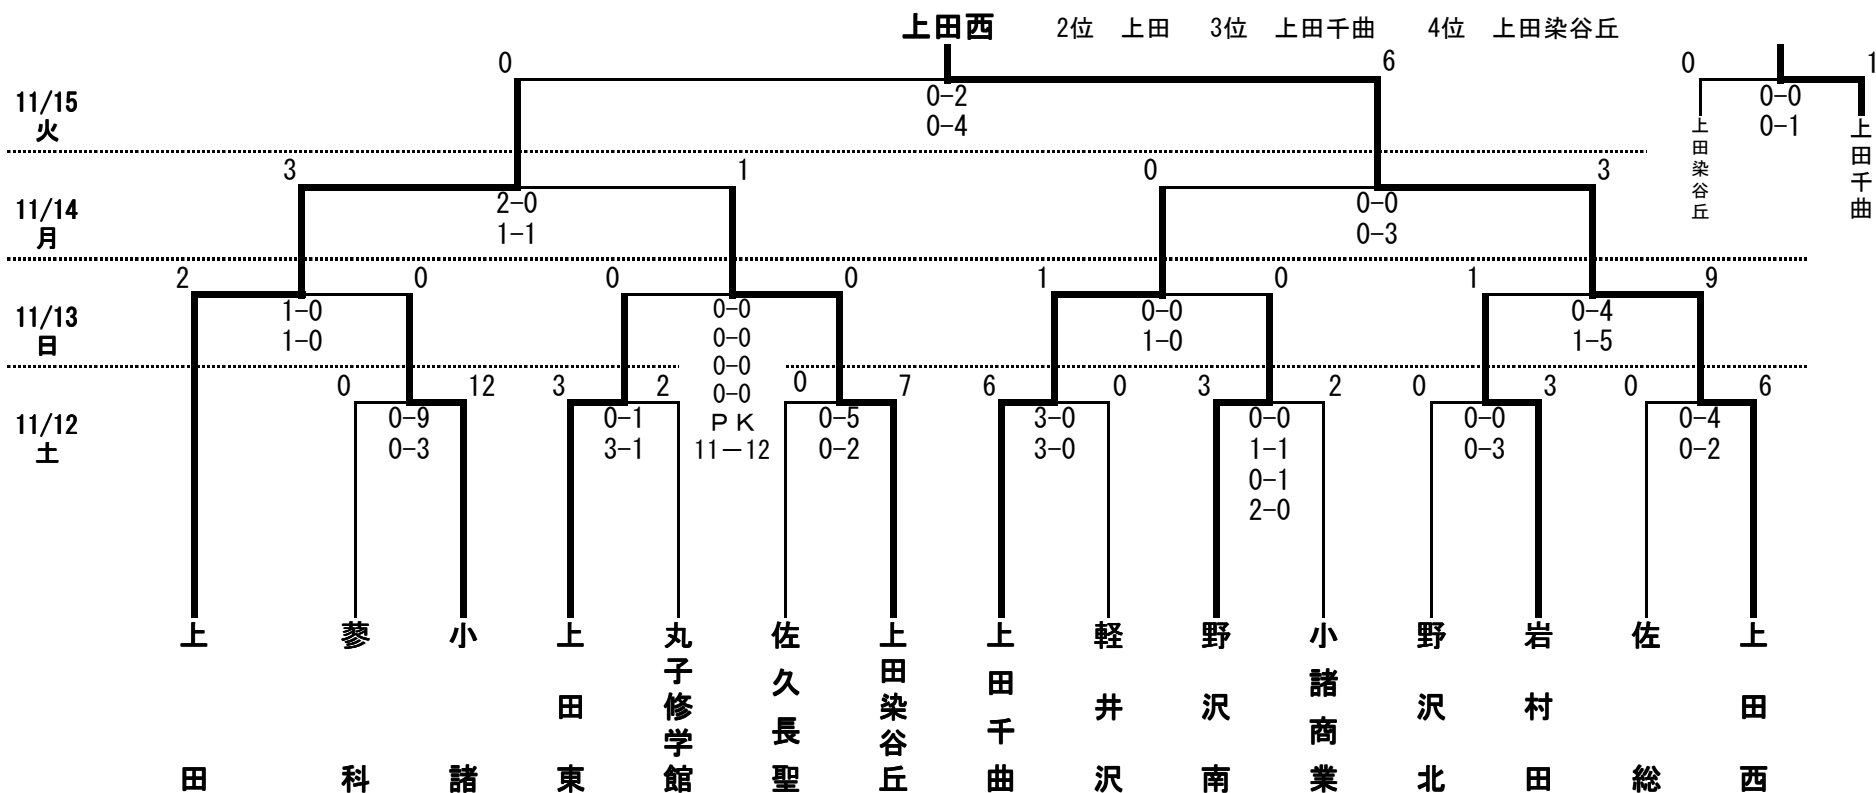 上田西 2位 上田 3位 上田千曲 4位 上田染谷丘
0 6 0 1
11/15
火
0-2
0-4
0-0
0-1
上田染谷丘
上田千曲
3 1 0 3
11/14
月
2-0
1-1
0-0
0-3
2 0 0 0 1 0 1 9
11/13
日
1-0
1-0
0-0
0-0
0-0
0-0
PK
11-12
0-0
1-0
0-4
1-5
0 12 3 2 0 7 6 0 3 2 0 3 0 6
11/12
土
0-9
0-3
0-1
3-1
0-5
0-2
3-0
3-0
0-0
1-1
0-1
2-0
0-0
0-3
0-4
0-2
上田
蓼科
小諸
上田東
丸子修学館
佐久長聖
上田染谷丘
上田千曲
軽井沢
野沢南
小諸商業
野沢北
岩村田
佐総
上田西